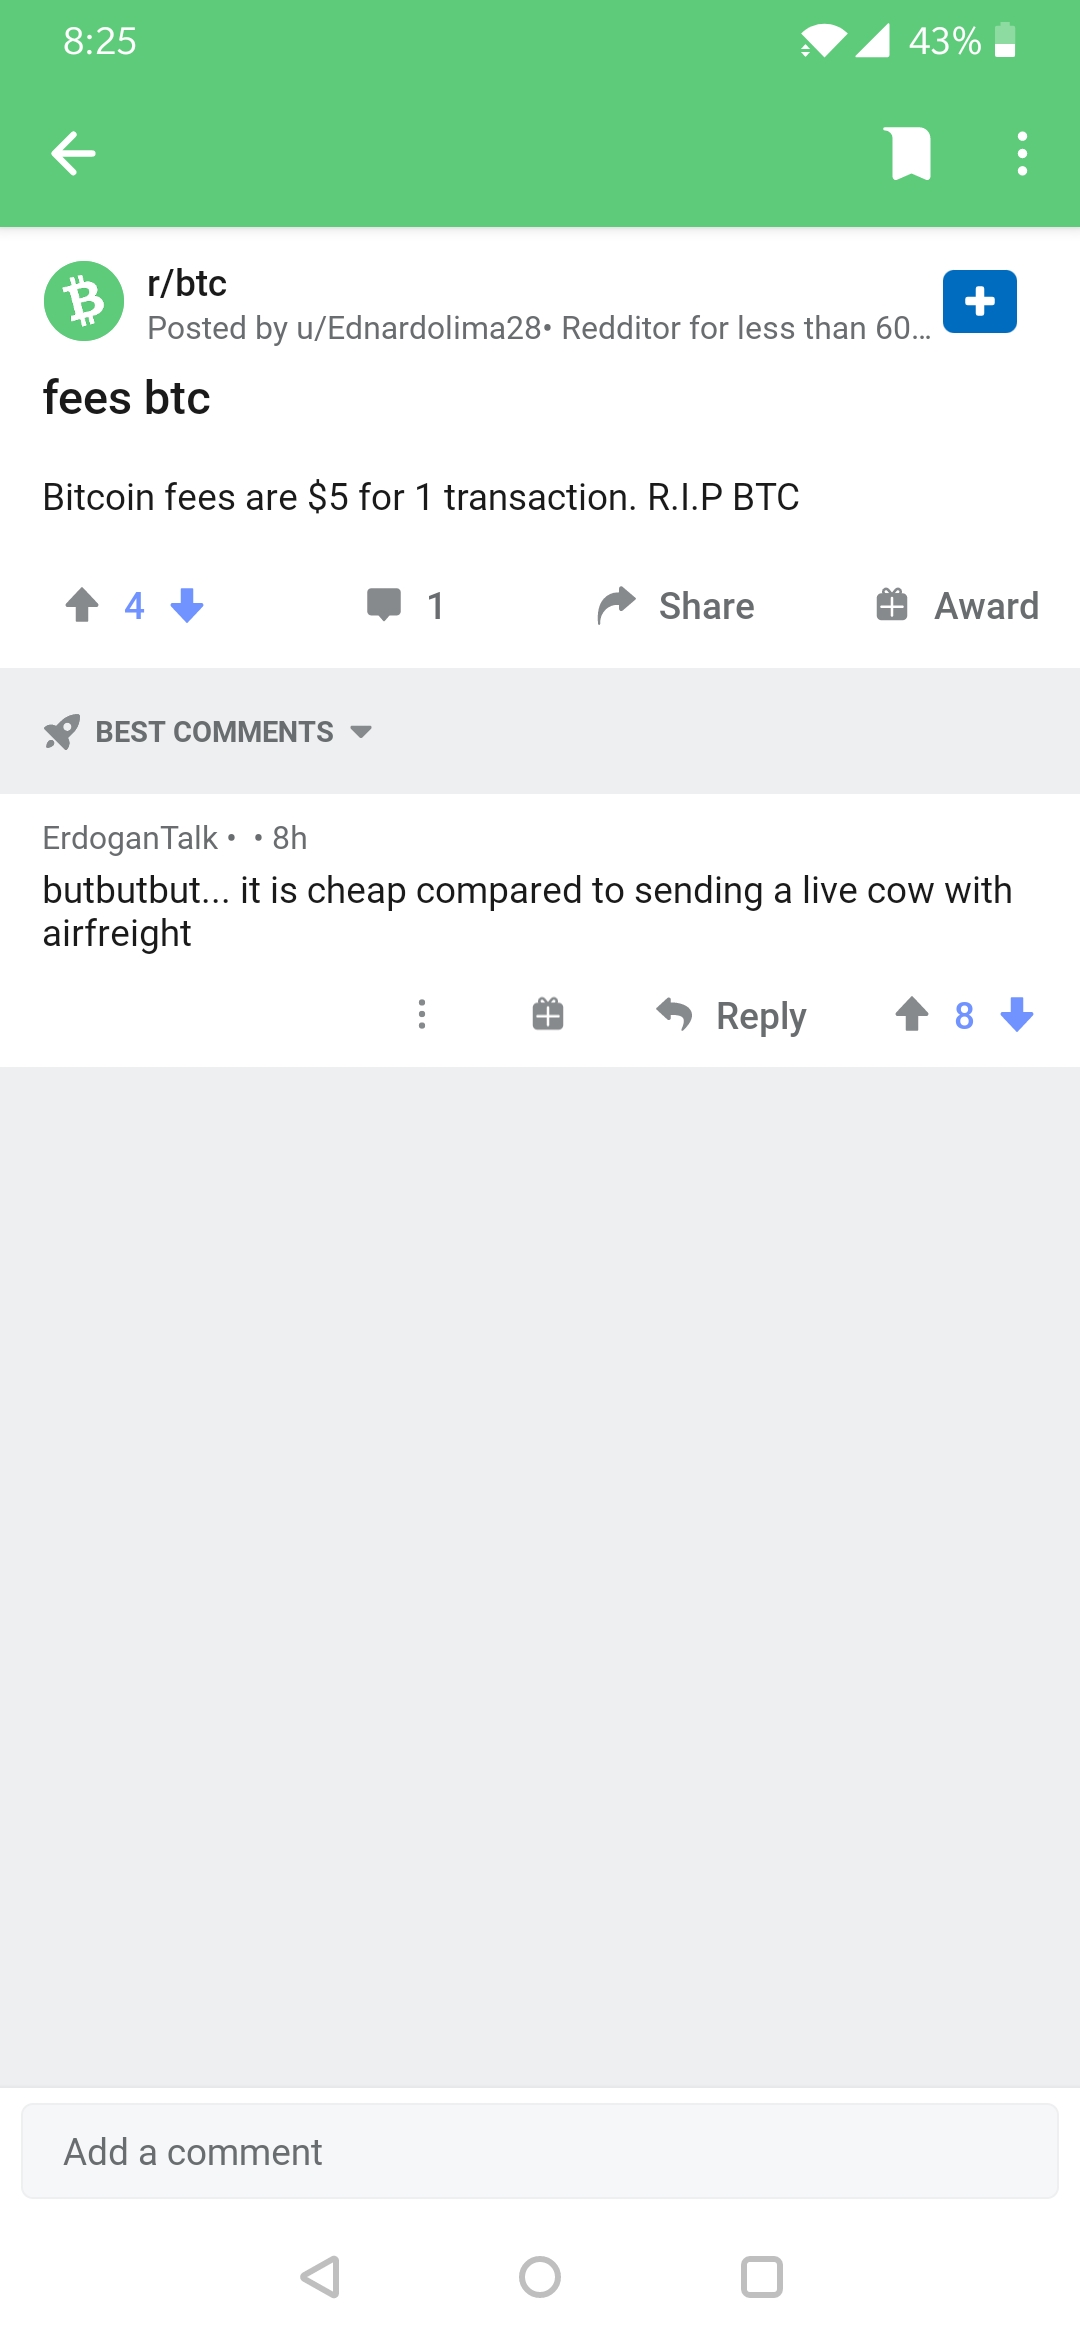 8:25
43%
r/btc
Posted by u/Ednardolima28• Redditor for less than 60...
fees btc
Bitcoin fees are $5 for 1 transaction. R.I.P BTC
4
1
Share
Award
BEST COMMENTS
ErdoganTalk • • 8h
butbutbut... it is cheap compared to sending a live cow with
airfreight
Reply
8
Add a comment